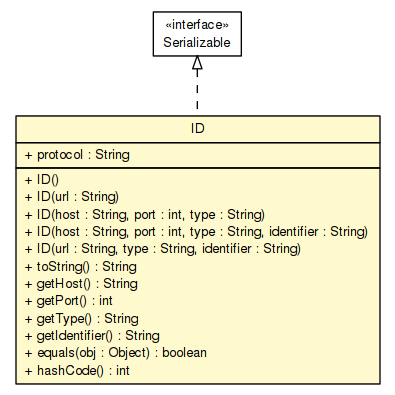 «interface»
Serializable
ID
+ protocol : String
+ ID()
+ ID(url : String)
+ ID(host : String, port : int, type : String)
+ ID(host : String, port : int, type : String, identifier : String)
+ ID(url : String, type : String, identifier : String)
+ toString() : String
+ getHost() : String
+ getPort() : int
+ getType() : String
+ getIdentifier() : String
+ equals(obj : Object) : boolean
+ hashCode() : int